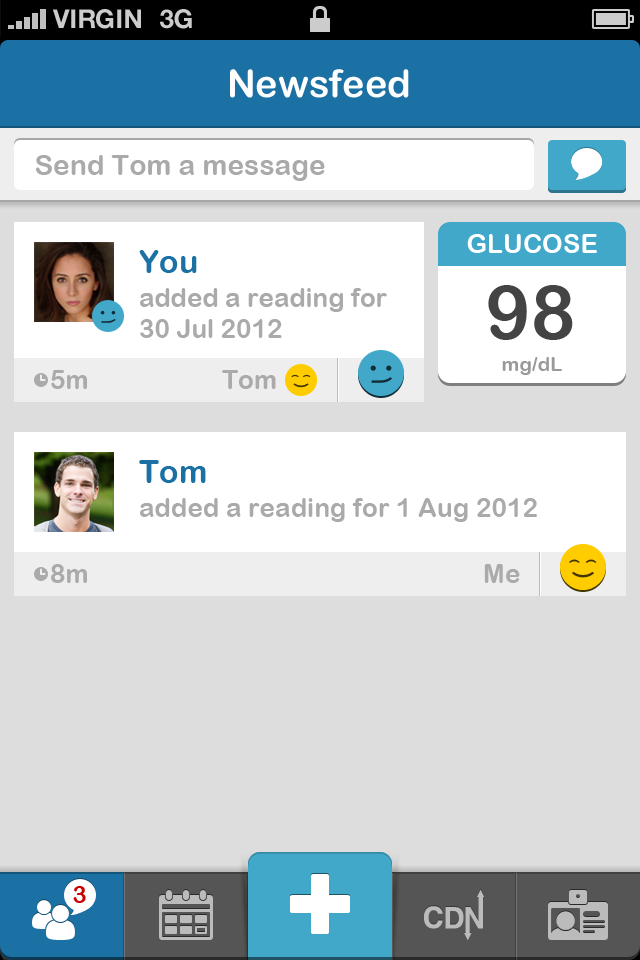 VIRGIN 3G
Newsfeed
Send Tom a message
You
added a reading for
30 Jul 2012
5m
Tom
GLUCOSE
98
mg/dL
Tom
added a reading for 1 Aug 2012
8m
Me
3
CDN